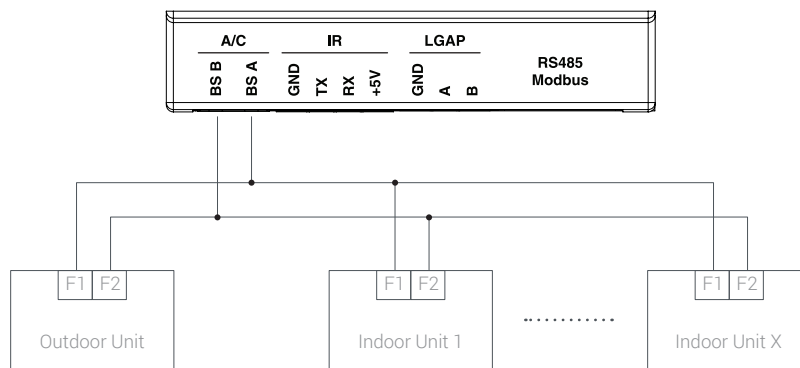 A/C IR LGAP
BS B BS A GND TX RX +5V GND A B
RS485
Modbus
F1 F2 F1 F2 F1 F2
Outdoor Unit Indoor Unit 1 Indoor Unit X